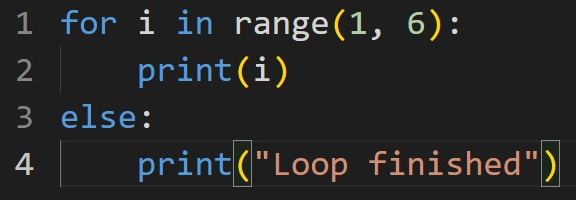 1 for i in range(1, 6):
2     print(i)
3 else:
4     print("Loop finished")